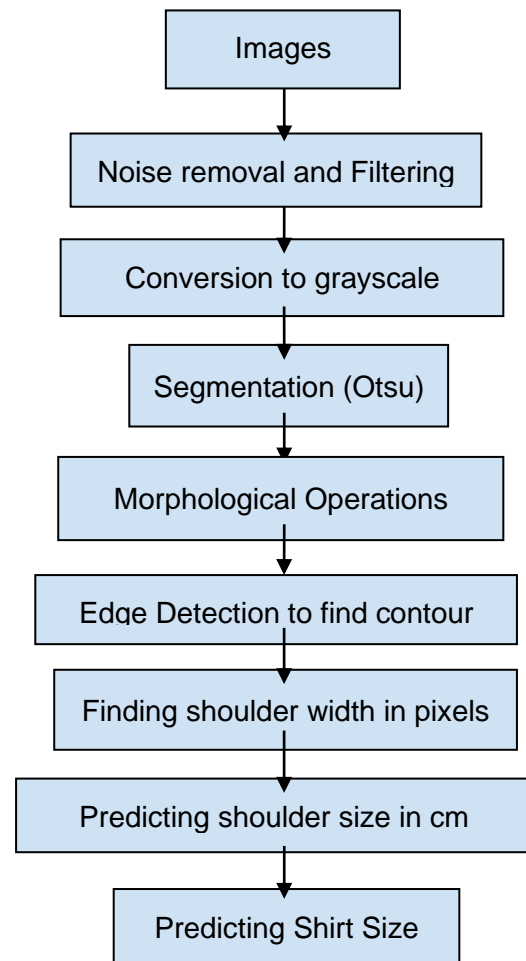 Images
Noise removal and Filtering
Conversion to grayscale
Segmentation (Otsu)
Morphological Operations
Edge Detection to find contour
Finding shoulder width in pixels
Predicting shoulder size in cm
Predicting Shirt Size